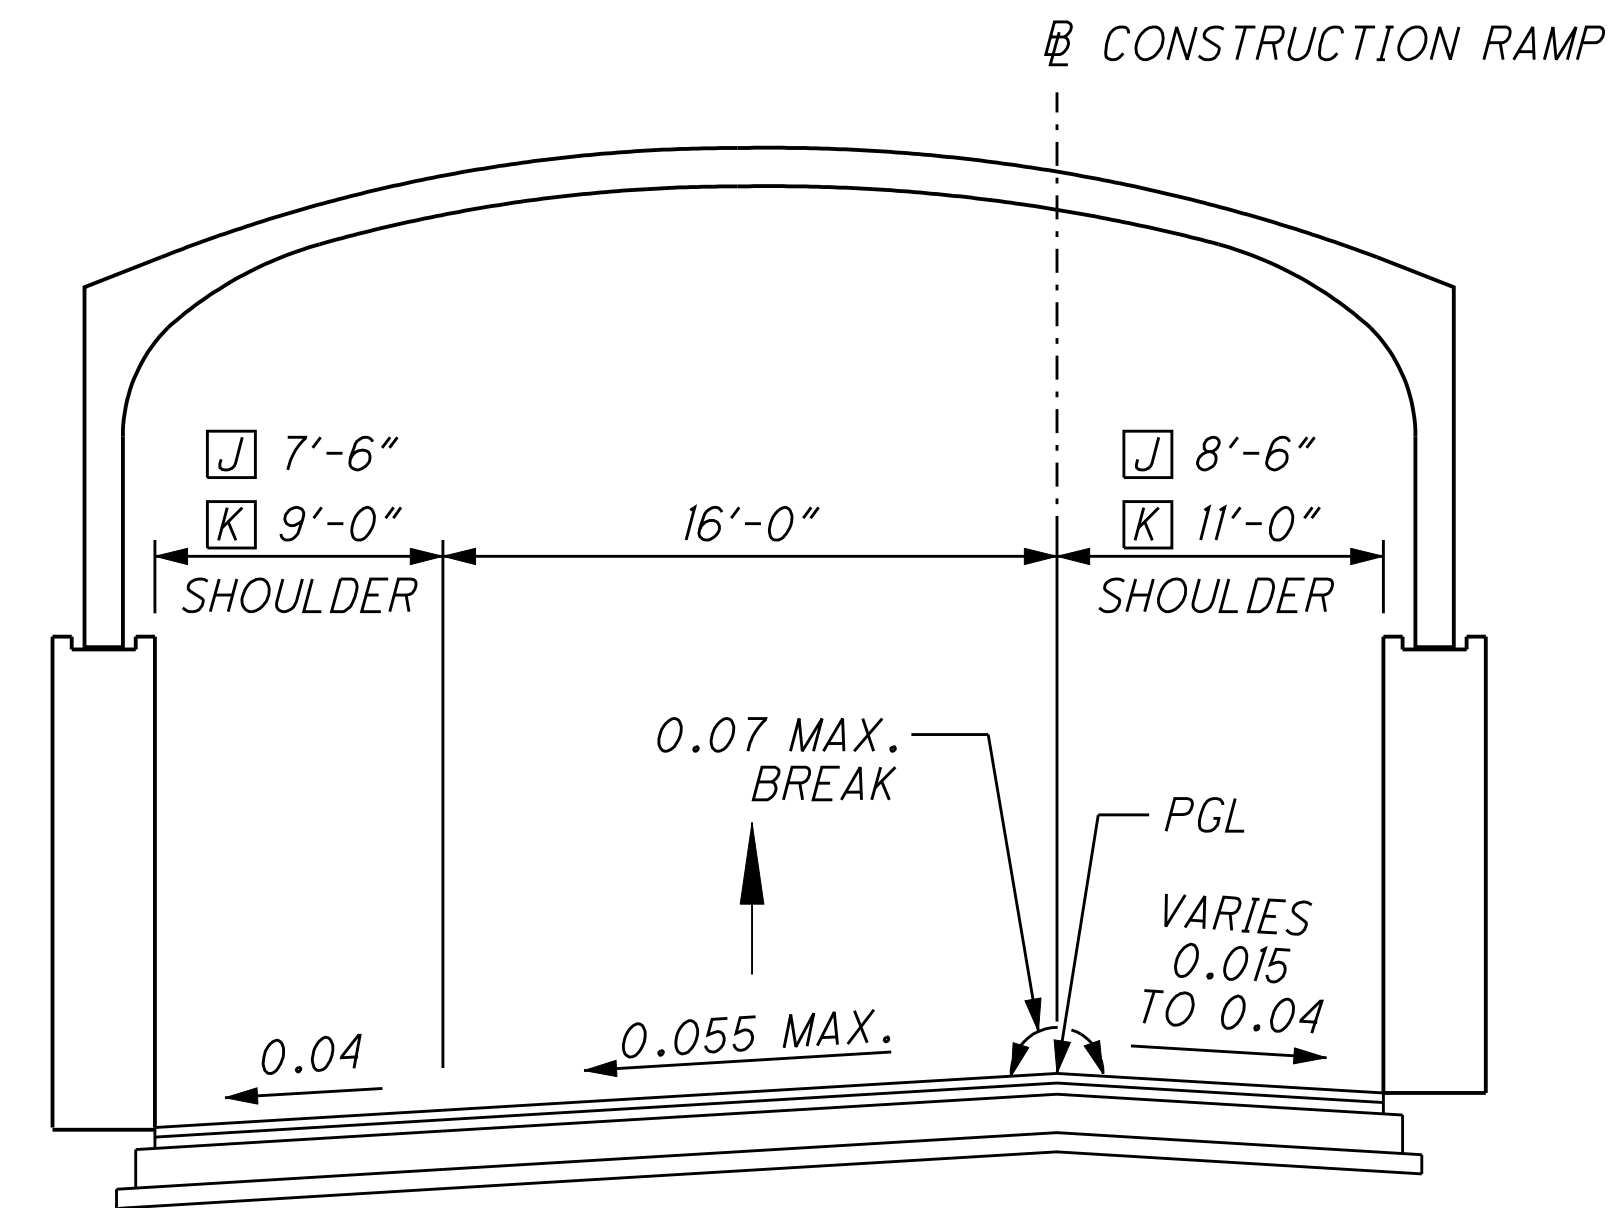 ℄ CONSTRUCTION RAMP
J 7'-6"
K 9'-0"
SHOULDER
16'-0"
J 8'-6"
K 11'-0"
SHOULDER
0.07 MAX.
BREAK
PGL
VARIES
0.015
TO 0.04
0.055 MAX.
0.04